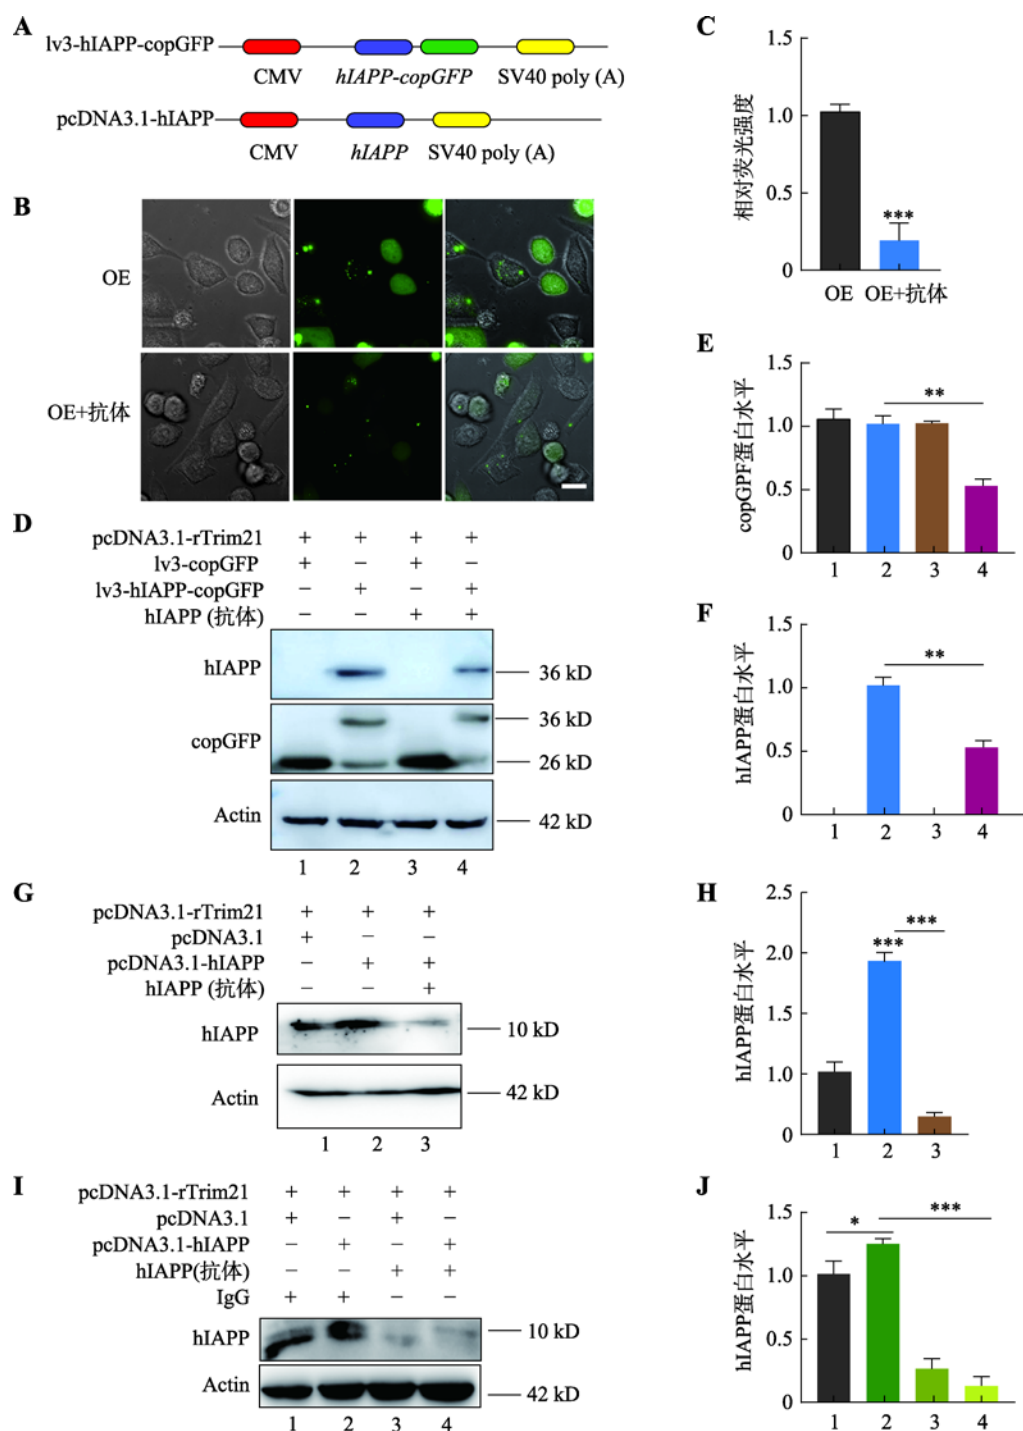 A
lv3-hIAPP-copGFP
CMV hIAPP-copGFP SV40 poly (A)
pcDNA3.1-hIAPP
CMV hIAPP SV40 poly (A)
B
OE
OE+抗体
C
相对荧光强度
1.5
1.0
0.5
0
***
OE OE+抗体
D
pcDNA3.1-rTrim21 + + + +
lv3-copGFP + − + −
lv3-hIAPP-copGFP − + − +
hIAPP (抗体) − − + +
hIAPP 36 kD
copGFP 36 kD
26 kD
Actin 42 kD
1 2 3 4
E
copGPF蛋白水平
1.5
1.0
0.5
0
**
1 2 3 4
F
hIAPP蛋白水平
1.5
1.0
0.5
0
**
1 2 3 4
G
pcDNA3.1-rTrim21 + + +
pcDNA3.1 + − −
pcDNA3.1-hIAPP − + +
hIAPP (抗体) − − +
hIAPP 10 kD
Actin 42 kD
1 2 3
H
hIAPP蛋白水平
2.5
2.0
1.0
1.0
0
***
***
1 2 3
I
pcDNA3.1-rTrim21 + + + +
pcDNA3.1 + − + −
pcDNA3.1-hIAPP − + − +
hIAPP(抗体) − − + +
IgG + + − −
hIAPP 10 kD
Actin 42 kD
1 2 3 4
J
hIAPP蛋白水平
1.5
1.0
0.5
0
*
***
1 2 3 4